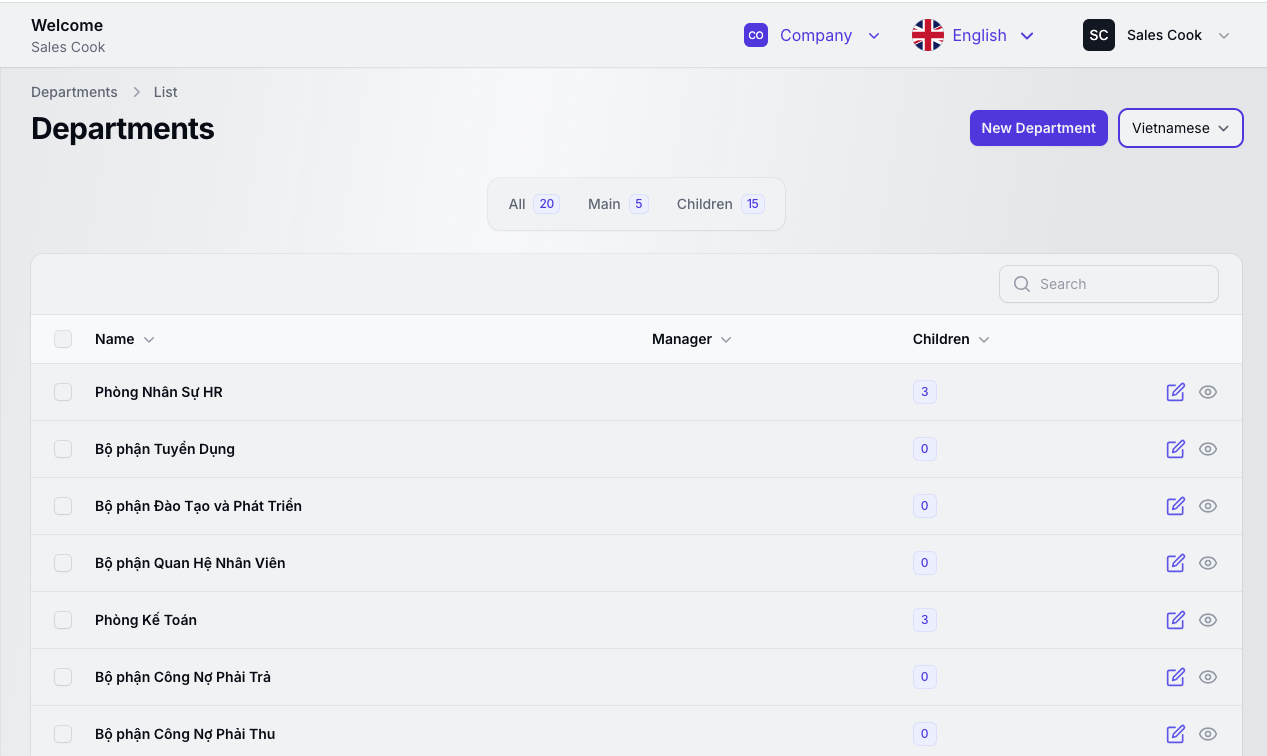 Welcome
Sales Cook
CO Company
English
SC Sales Cook
Departments > List
Departments
New Department
Vietnamese
All 20
Main 5
Children 15
Search
Name
Manager
Children
Phòng Nhân Sự HR 3
Bộ phận Tuyển Dụng 0
Bộ phận Đào Tạo và Phát Triển 0
Bộ phận Quan Hệ Nhân Viên 0
Phòng Kế Toán 3
Bộ phận Công Nợ Phải Trả 0
Bộ phận Công Nợ Phải Thu 0